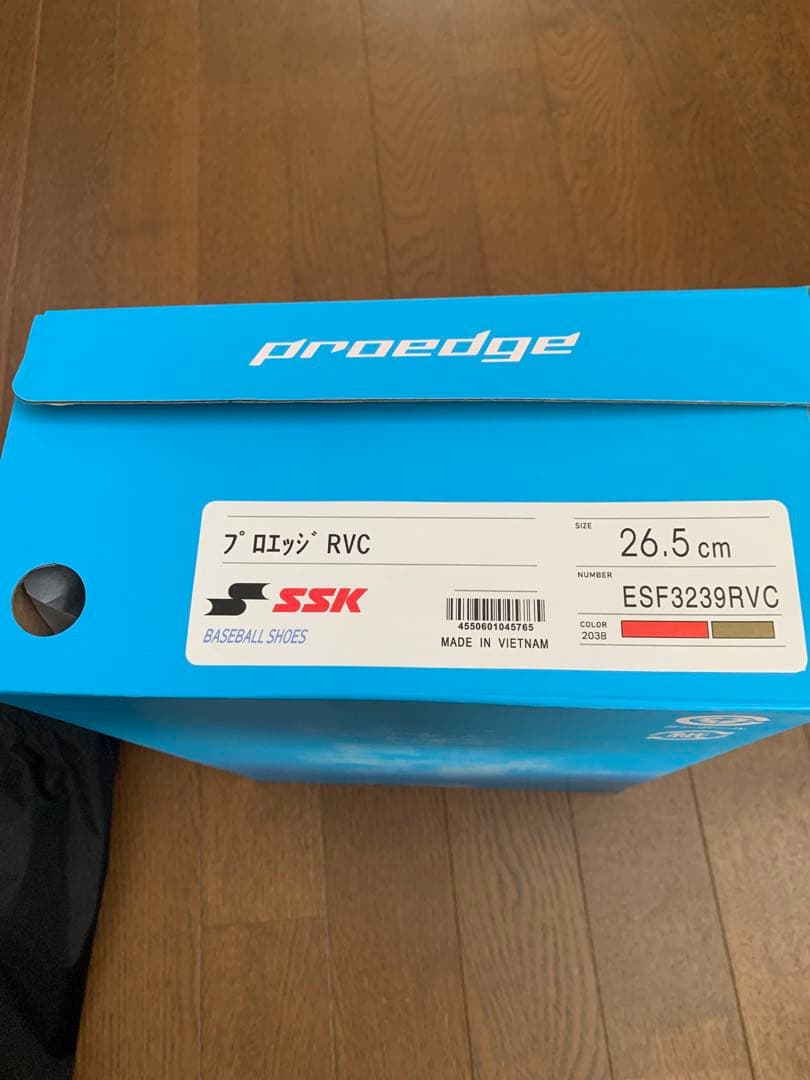 proedge
ﾌﾟﾛｴｯｼﾞ RVC
SSK
BASEBALL SHOES
4550601045765
MADE IN VIETNAM
SIZE
26.5 cm
NUMBER
ESF3239RVC
COLOR
2038